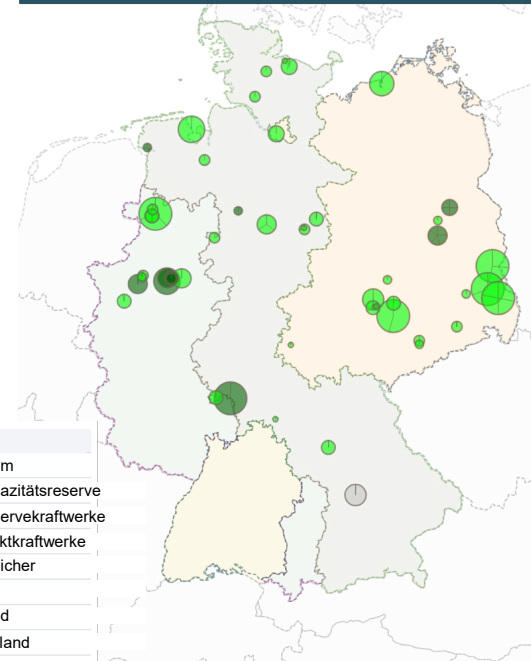 m
azitätsreserve
ervekraftwerke
ktkraftwerke
icher
d
land